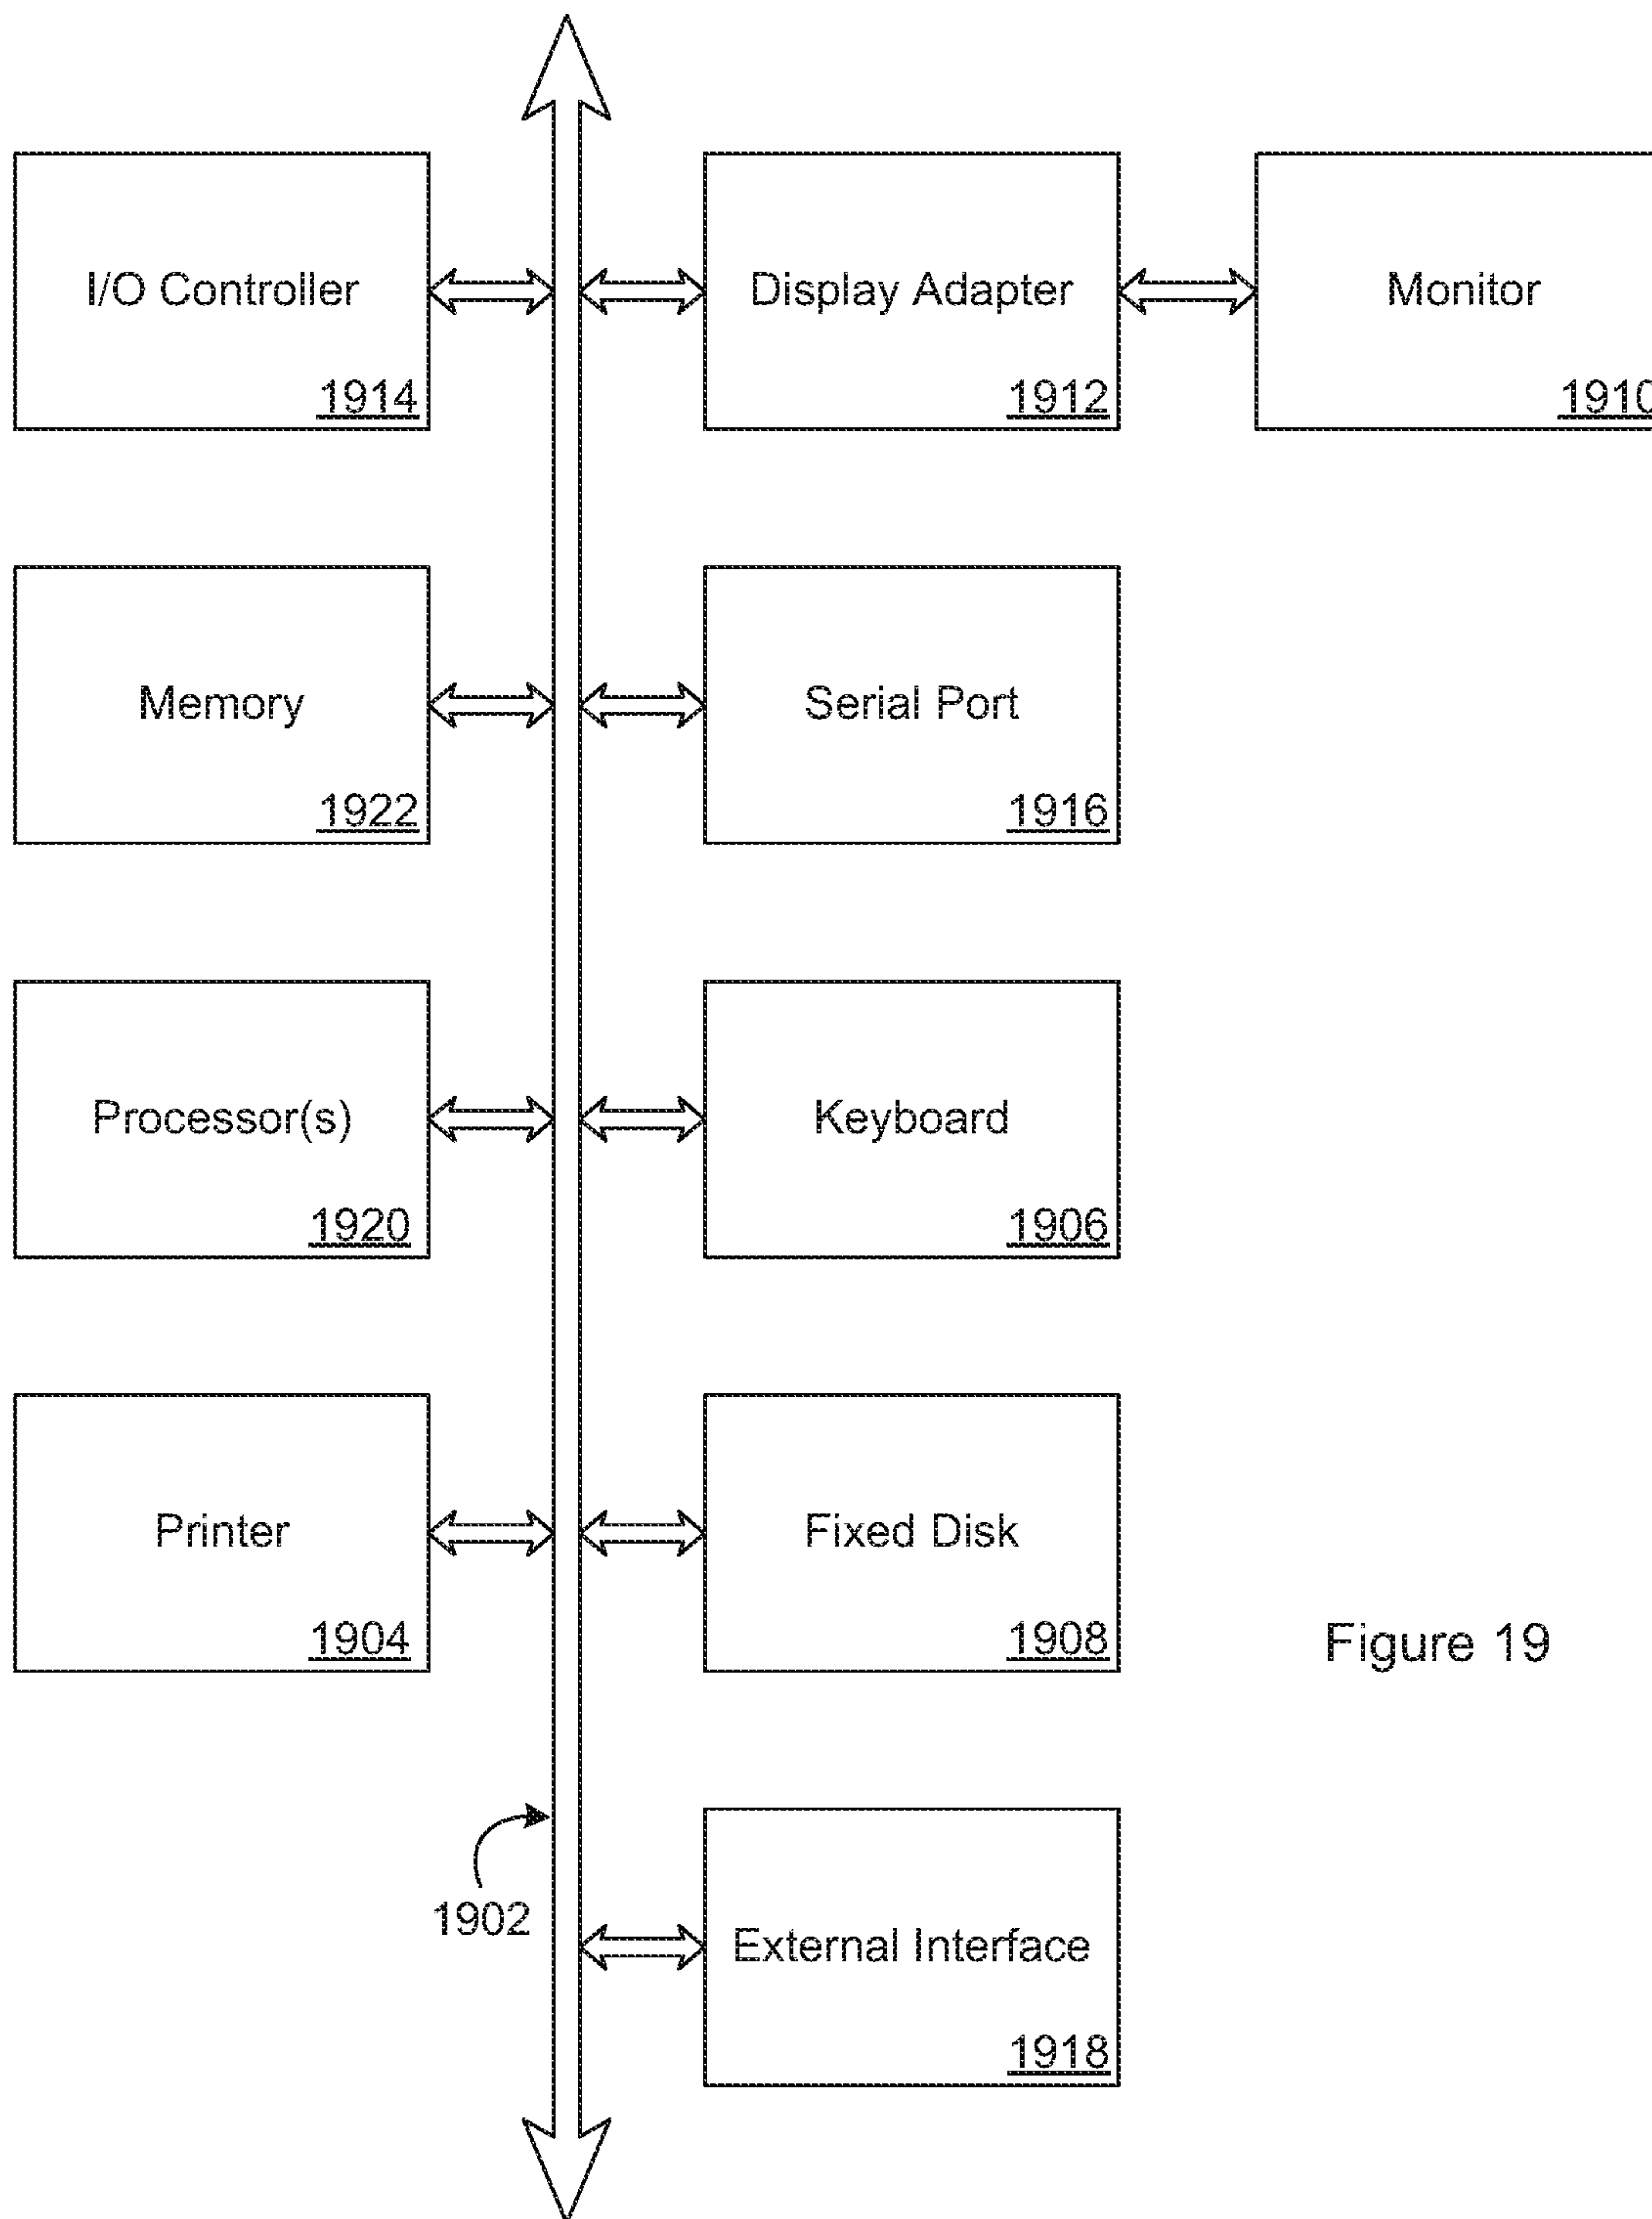 I/O Controller
1914
Display Adapter
1912
Monitor
1910
Memory
1922
Serial Port
1916
Processor(s)
1920
Keyboard
1906
Printer
1904
Fixed Disk
1908
Figure 19
1902
External Interface
1918